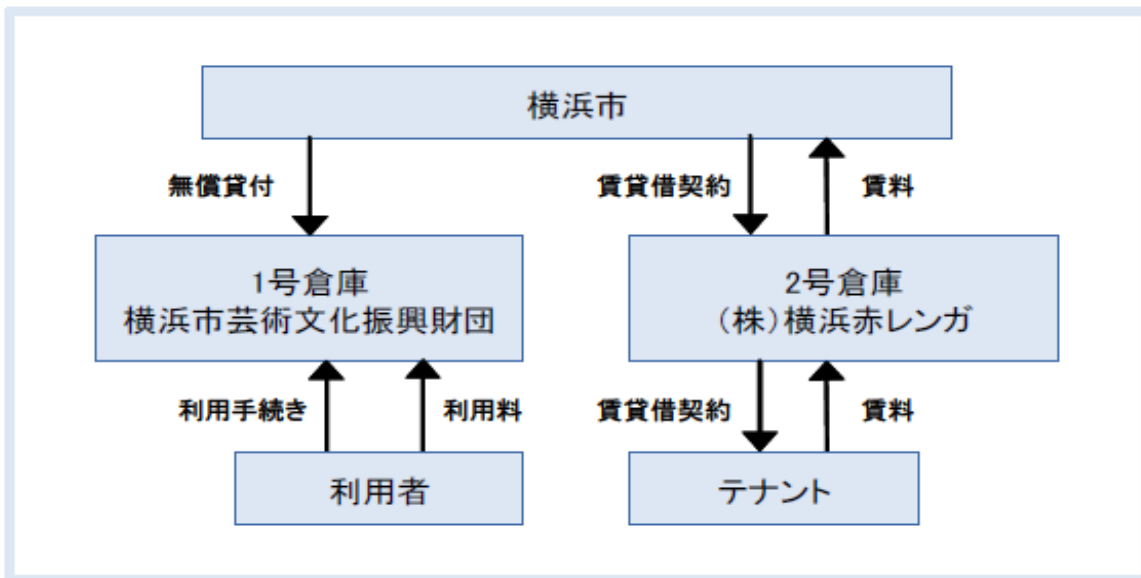 横浜市
無償貸付
賃貸借契約
賃料
1号倉庫
横浜市芸術文化振興財団
2号倉庫
（株）横浜赤レンガ
利用手続き
利用料
賃貸借契約
賃料
利用者
テナント